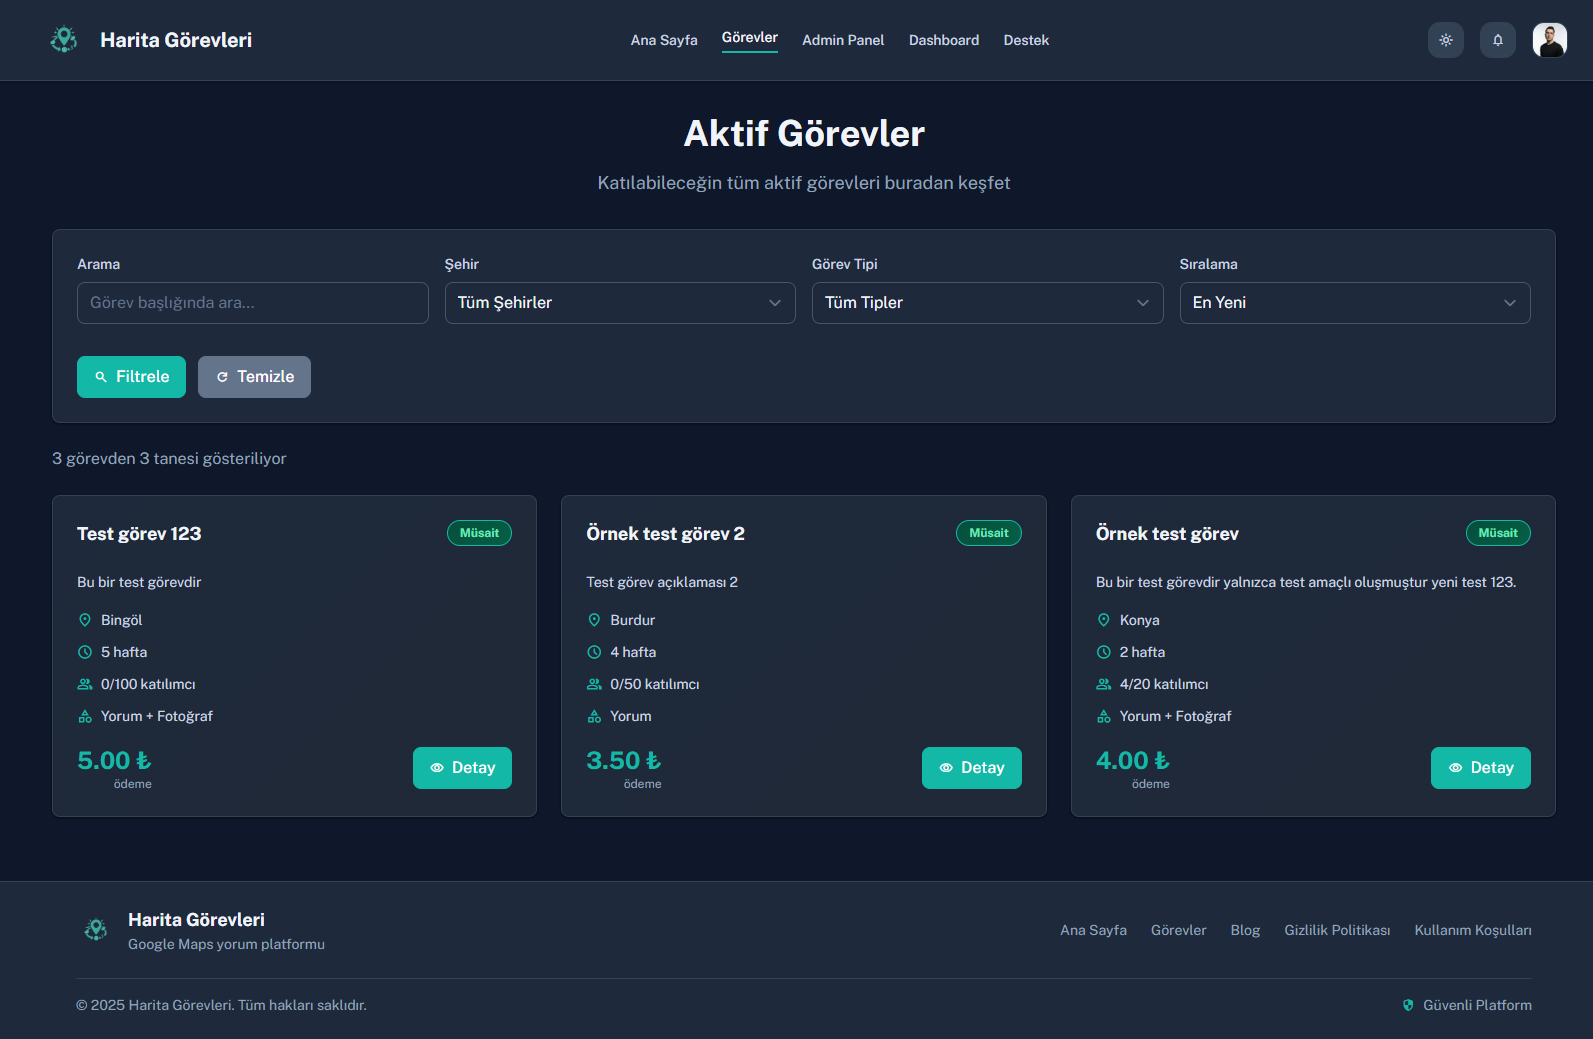 Harita Görevleri
Ana Sayfa Görevler Admin Panel Dashboard Destek
Aktif Görevler
Katılabileceğin tüm aktif görevleri buradan keşfet
Arama Şehir Görev Tipi Sıralama
Görev başlığında ara... Tüm Şehirler Tüm Tipler En Yeni
Filtrele Temizle
3 görevden 3 tanesi gösteriliyor
Test görev 123 Müsait
Bu bir test görevdir
Bingöl
5 hafta
0/100 katılımcı
Yorum + Fotoğraf
5.00 ₺
ödeme
Detay
Örnek test görev 2 Müsait
Test görev açıklaması 2
Burdur
4 hafta
0/50 katılımcı
Yorum
3.50 ₺
ödeme
Detay
Örnek test görev Müsait
Bu bir test görevdir yalnızca test amaçlı oluşmuştur yeni test 123.
Konya
2 hafta
4/20 katılımcı
Yorum + Fotoğraf
4.00 ₺
ödeme
Detay
Harita Görevleri
Google Maps yorum platformu
Ana Sayfa Görevler Blog Gizlilik Politikası Kullanım Koşulları
© 2025 Harita Görevleri. Tüm hakları saklıdır.
Güvenli Platform